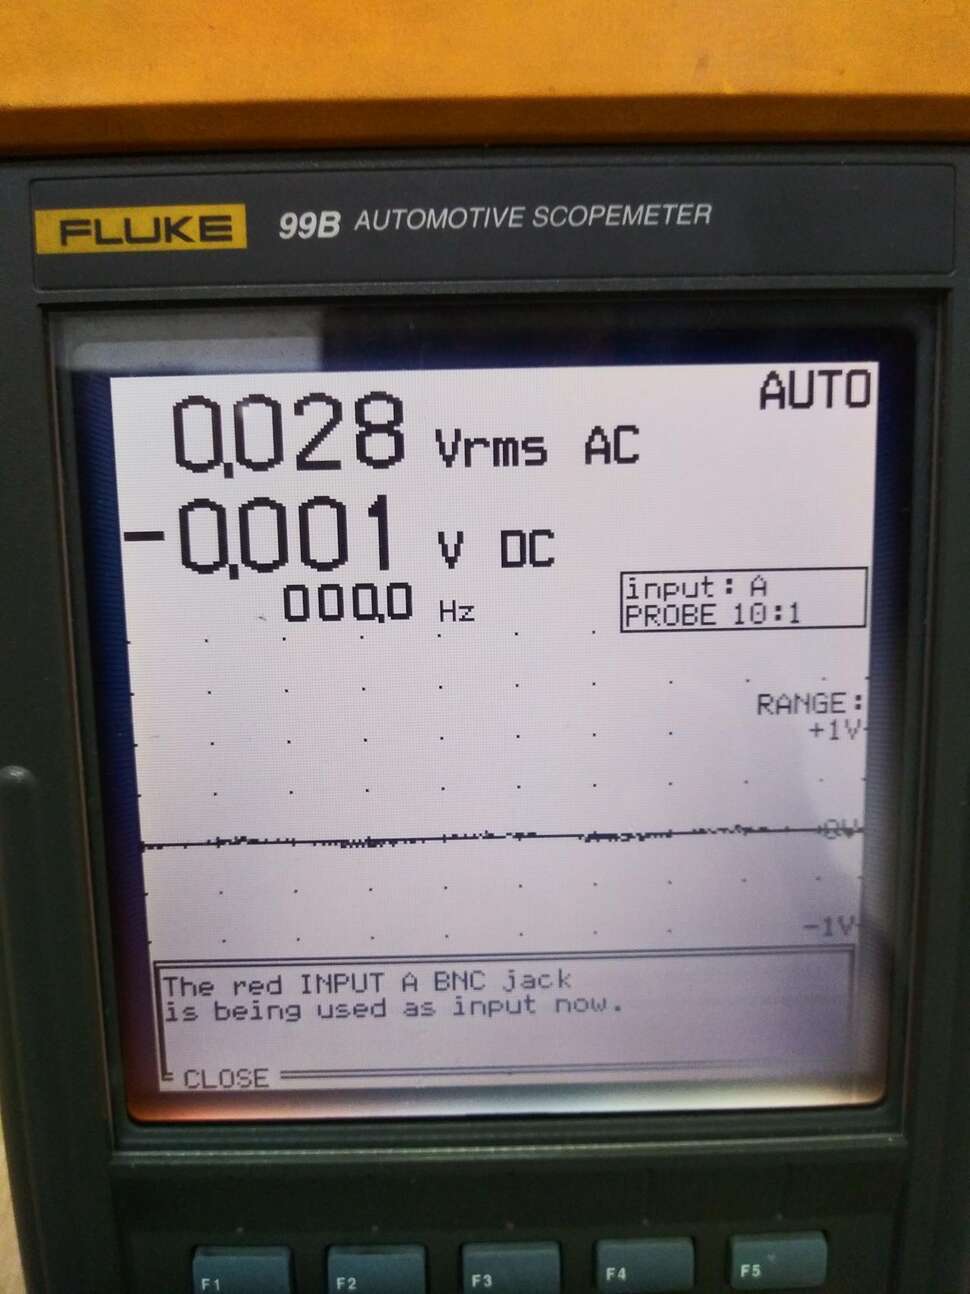 FLUKE 99B AUTOMOTIVE SCOPEMETER
AUTO
0.028 Vrms AC
-0.001 V DC
000.0 Hz
input: A
PROBE 10:1
RANGE:
+1V
0V
-1V
The red INPUT A BNC jack
is being used as input now.
CLOSE
F1 F2 F3 F4 F5